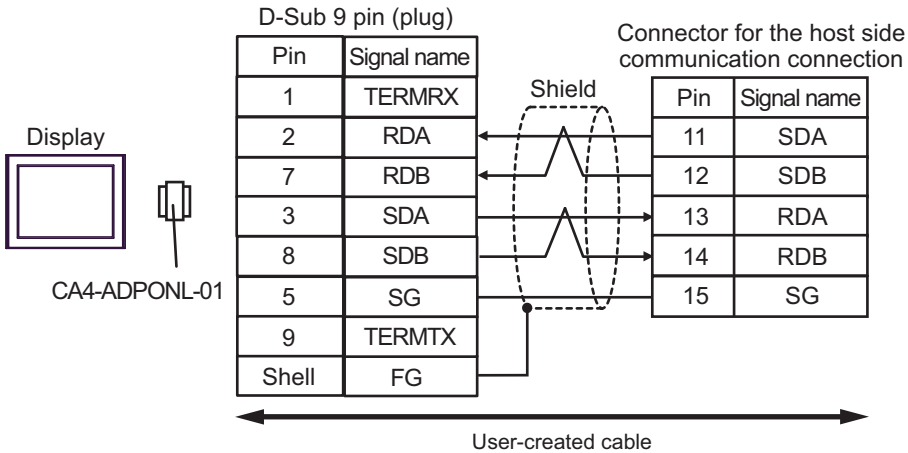 D-Sub 9 pin (plug)
Connector for the host side
communication connection
Pin Signal name
1 TERMRX
2 RDA
7 RDB
3 SDA
8 SDB
5 SG
9 TERMTX
Shell FG
Shield
Pin Signal name
11 SDA
12 SDB
13 RDA
14 RDB
15 SG
Display
CA4-ADPONL-01
User-created cable